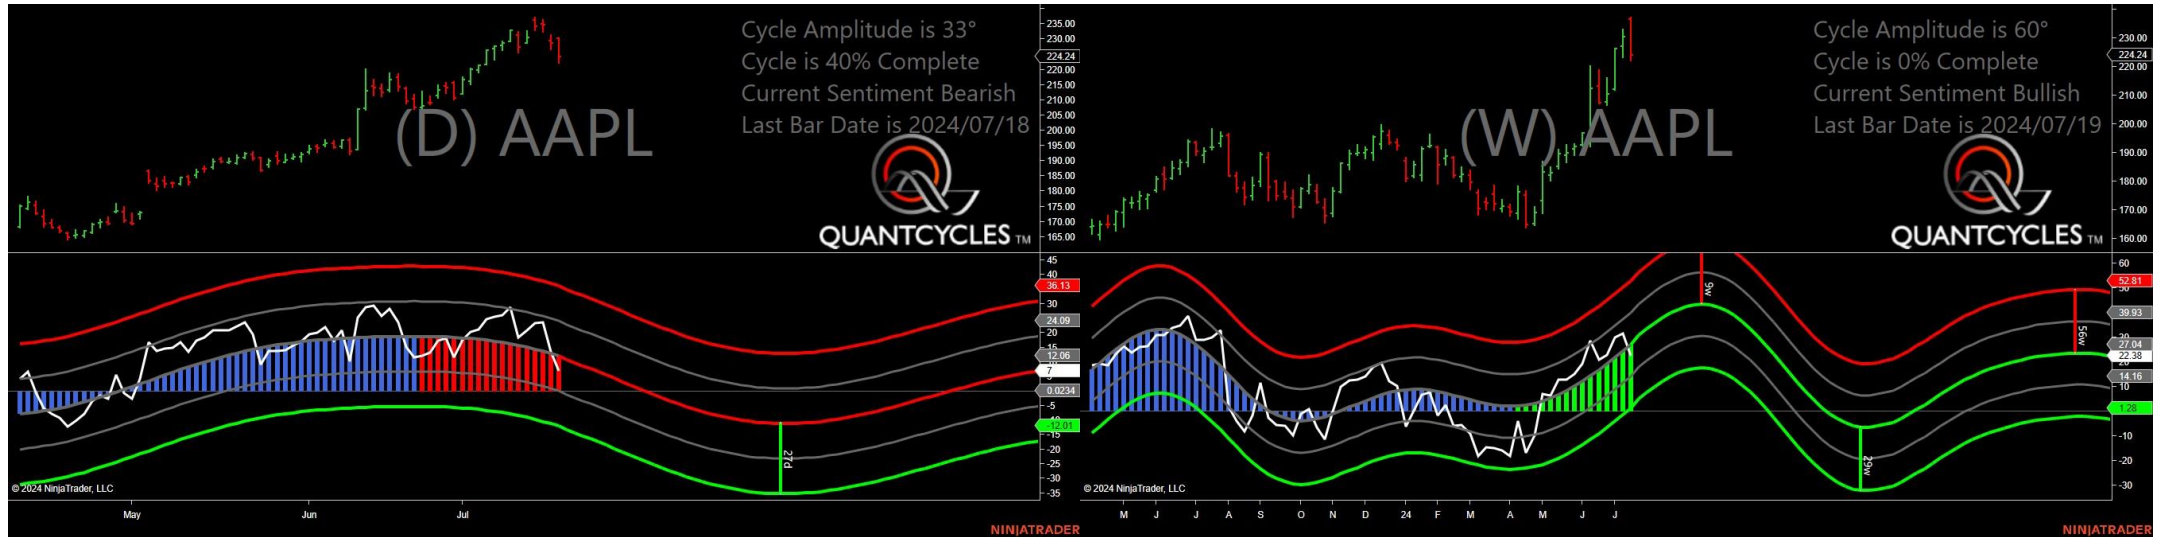 Cycle Amplitude is 33°
Cycle is 40% Complete
Current Sentiment Bearish
Last Bar Date is 2024/07/18
(D) AAPL
QUANTCYCLES TM
235.00
230.00
224.24
220.00
215.00
210.00
205.00
200.00
195.00
190.00
185.00
180.00
175.00
170.00
165.00
45
40
36.13
30
24.09
20
15
12.06
7
0.0234
-5
-12.01
-15
-20
-25
-30
-35
27d
© 2024 NinjaTrader, LLC
May Jun Jul
NINJATRADER
Cycle Amplitude is 60°
Cycle is 0% Complete
Current Sentiment Bullish
Last Bar Date is 2024/07/19
(W) AAPL
QUANTCYCLES TM
230.00
224.24
220.00
210.00
200.00
190.00
180.00
170.00
160.00
60
52.81
39.93
27.04
22.38
14.16
10
1.28
-10
-20
-30
9w
29w
56w
© 2024 NinjaTrader, LLC
M J J A S O N D 24 F M A M J J
NINJATRADER